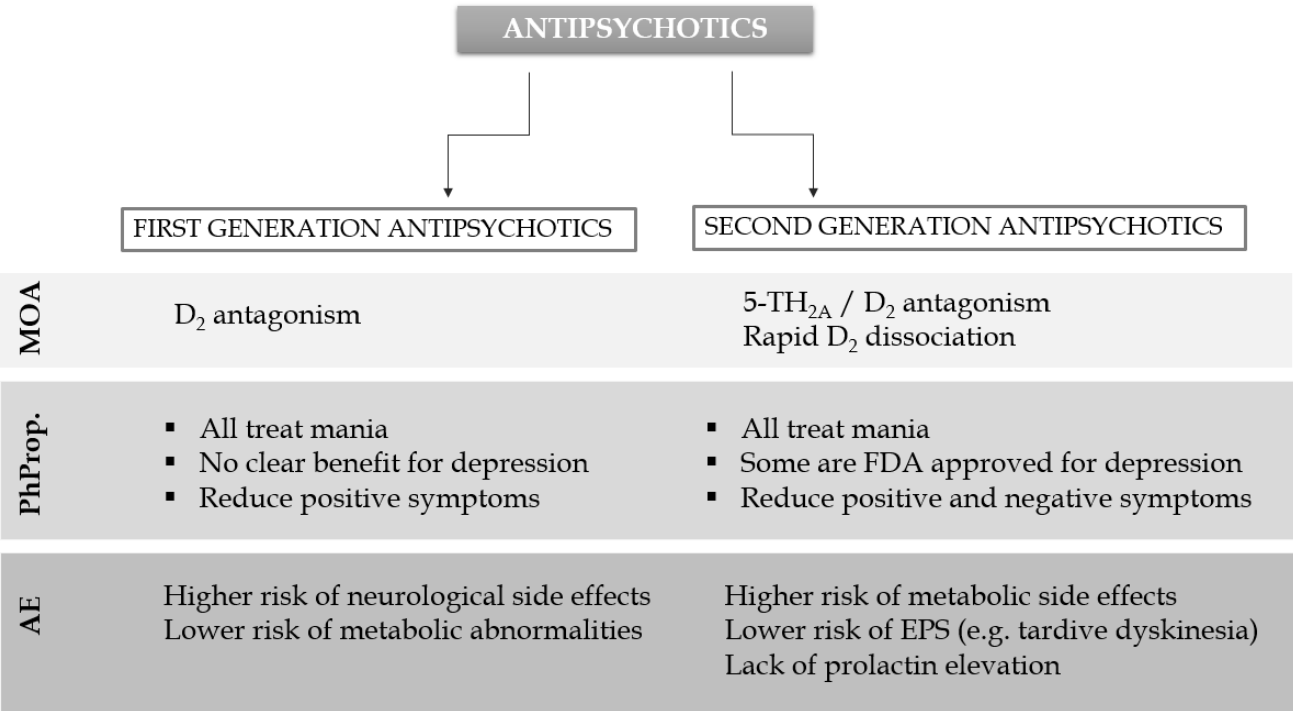 ANTIPSYCHOTICS
FIRST GENERATION ANTIPSYCHOTICS
SECOND GENERATION ANTIPSYCHOTICS
MOA
D₂ antagonism
5-TH₂A / D₂ antagonism
Rapid D₂ dissociation
PhProp.
▪ All treat mania
▪ No clear benefit for depression
▪ Reduce positive symptoms
▪ All treat mania
▪ Some are FDA approved for depression
▪ Reduce positive and negative symptoms
AE
Higher risk of neurological side effects
Lower risk of metabolic abnormalities
Higher risk of metabolic side effects
Lower risk of EPS (e.g. tardive dyskinesia)
Lack of prolactin elevation